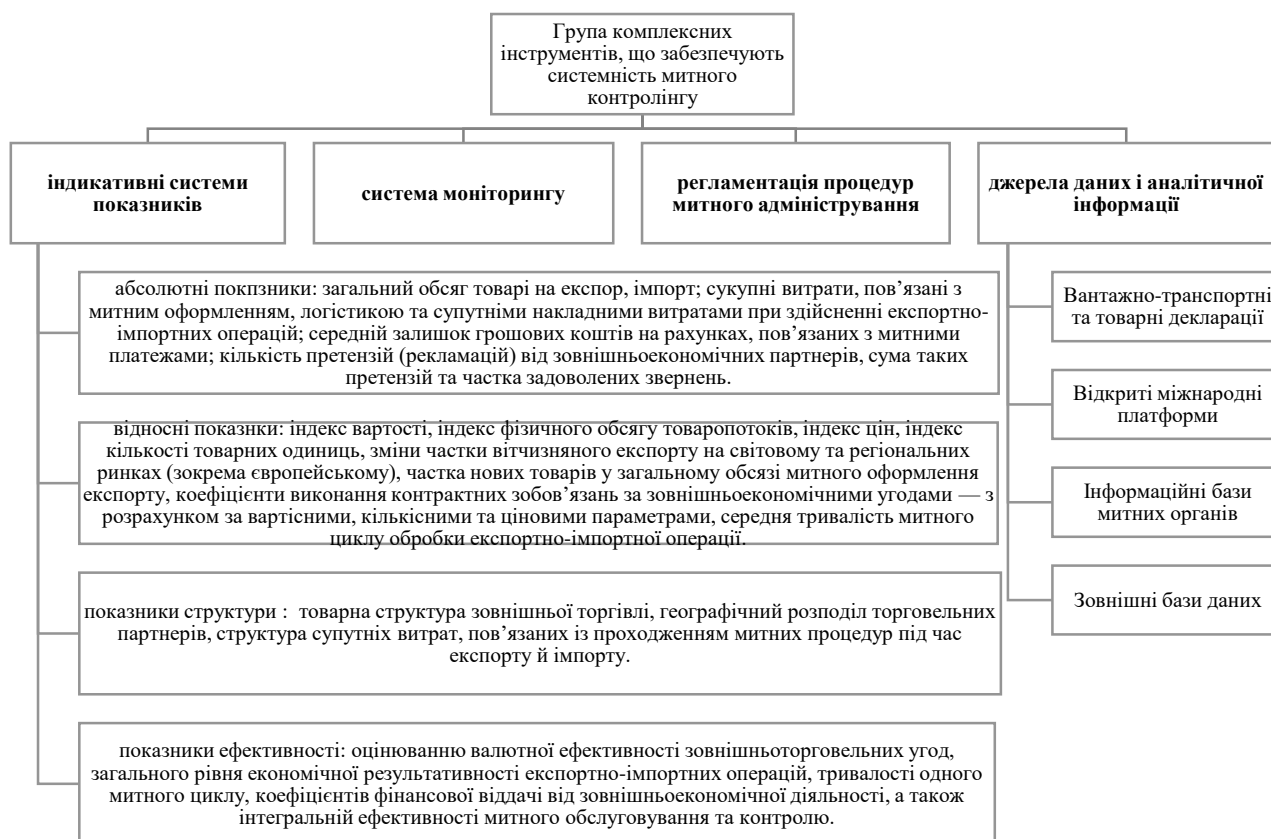 Група комплексних
інструментів, що забезпечують
системність митного
контролінгу
індикативні системи
показників
система моніторингу
регламентація процедур
митного адміністрування
джерела даних і аналітичної
інформації
абсолютні покпзники: загальний обсяг товарі на експор, імпорт; сукупні витрати, пов’язані з
митним оформленням, логістикою та супутніми накладними витратами при здійсненні експортно-
імпортних операцій; середній залишок грошових коштів на рахунках, пов’язаних з митними
платежами; кількість претензій (рекламацій) від зовнішньоекономічних партнерів, сума таких
претензій та частка задоволених звернень.
відносні показнки: індекс вартості, індекс фізичного обсягу товаропотоків, індекс цін, індекс
кількості товарних одиниць, зміни частки вітчизняного експорту на світовому та регіональних
ринках (зокрема європейському), частка нових товарів у загальному обсязі митного оформлення
експорту, коефіцієнти виконання контрактних зобов’язань за зовнішньоекономічними угодами — з
розрахунком за вартісними, кількісними та ціновими параметрами, середня тривалість митного
циклу обробки експортно-імпортної операції.
показники структури : товарна структура зовнішньої торгівлі, географічний розподіл торговельних
партнерів, структура супутніх витрат, пов’язаних із проходженням митних процедур під час
експорту й імпорту.
показники ефективності: оцінюванню валютної ефективності зовнішньоторговельних угод,
загального рівня економічної результативності експортно-імпортних операцій, тривалості одного
митного циклу, коефіцієнтів фінансової віддачі від зовнішньоекономічної діяльності, а також
інтегральній ефективності митного обслуговування та контролю.
Вантажно-транспортні
та товарні декларації
Відкриті міжнародні
платформи
Інформаційні бази
митних органів
Зовнішні бази даних